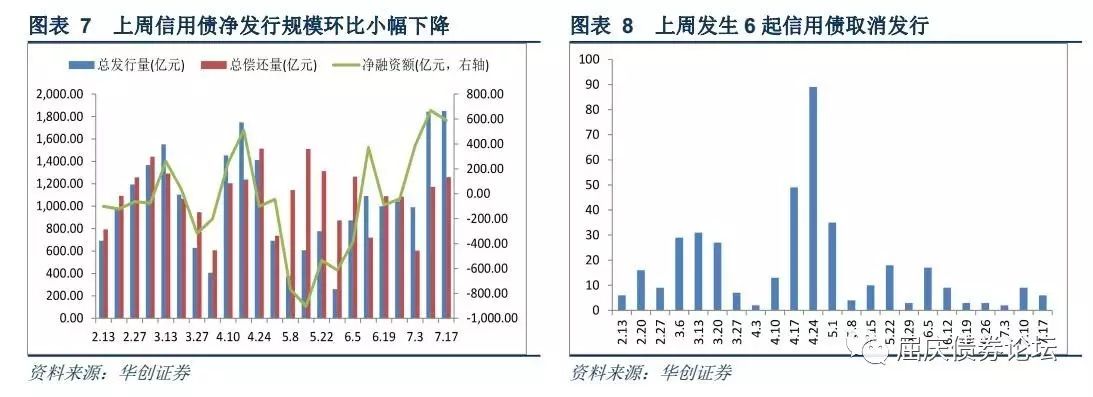 图表 7 上周信用债净发行规模环比小幅下降
总发行量(亿元) 总偿还量(亿元) 净融资额(亿元，右轴)
2,000.00 800.00
1,800.00 600.00
1,600.00 400.00
1,400.00 200.00
1,200.00 0.00
1,000.00 -200.00
800.00 -400.00
600.00 -600.00
400.00 -800.00
200.00 -1,000.00
0.00
2.13 2.27 3.13 3.27 4.10 4.24 5.8 5.22 6.5 6.19 7.3 7.17
资料来源：华创证券
图表 8 上周发生 6 起信用债取消发行
100
90
80
70
60
50
40
30
20
10
0
2.13 2.20 2.27 3.6 3.13 3.20 3.27 4.3 4.10 4.17 4.24 5.1 5.8 5.15 5.22 5.29 6.5 6.12 6.19 6.26 7.3 7.10 7.17
资料来源：华创证券
屈庆债券论坛